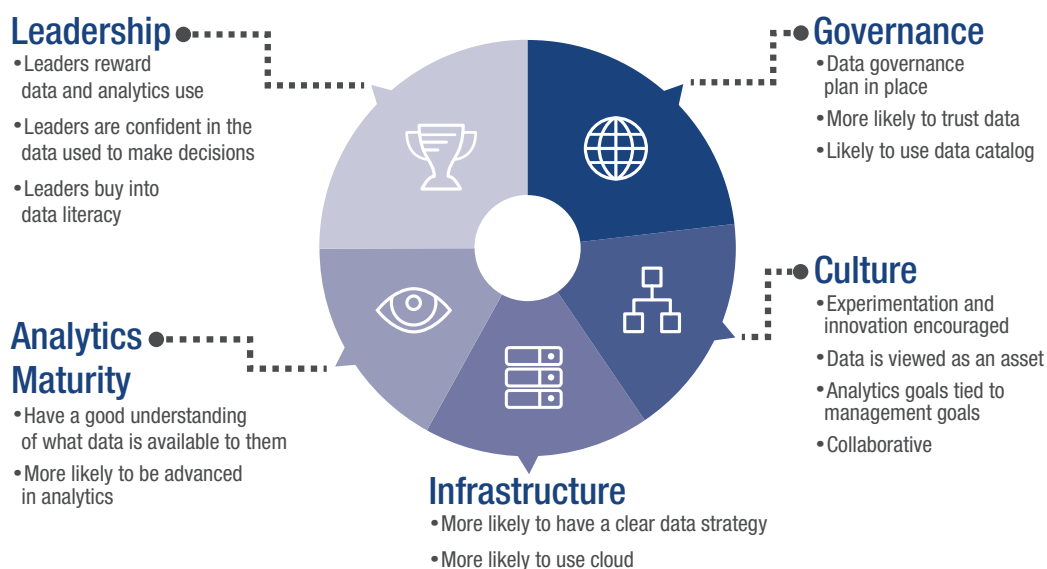 Leadership
•Leaders reward
data and analytics use
•Leaders are confident in the
data used to make decisions
•Leaders buy into
data literacy
Governance
•Data governance
plan in place
•More likely to trust data
•Likely to use data catalog
Culture
•Experimentation and
innovation encouraged
•Data is viewed as an asset
•Analytics goals tied to
management goals
•Collaborative
Analytics
Maturity
•Have a good understanding
of what data is available to them
•More likely to be advanced
in analytics
Infrastructure
•More likely to have a clear data strategy
•More likely to use cloud